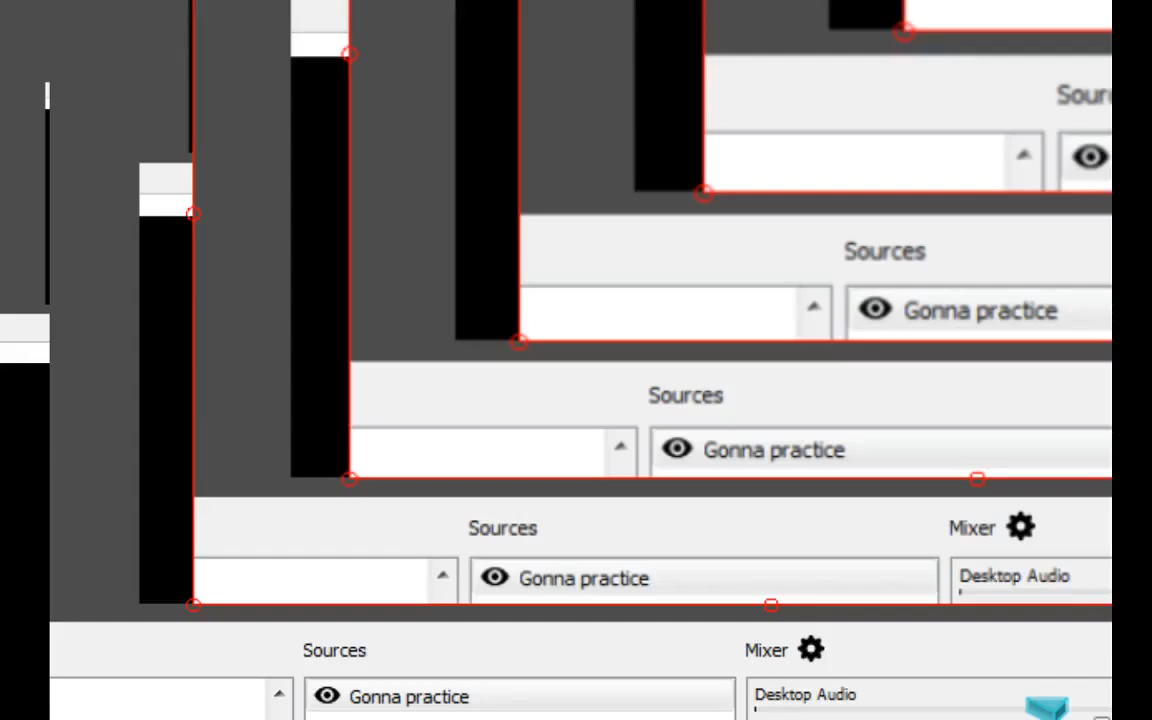 Sour
Sources
Gonna practice
Sources
Gonna practice
Sources
Mixer
Gonna practice
Desktop Audio
Sources
Mixer
Gonna practice
Desktop Audio